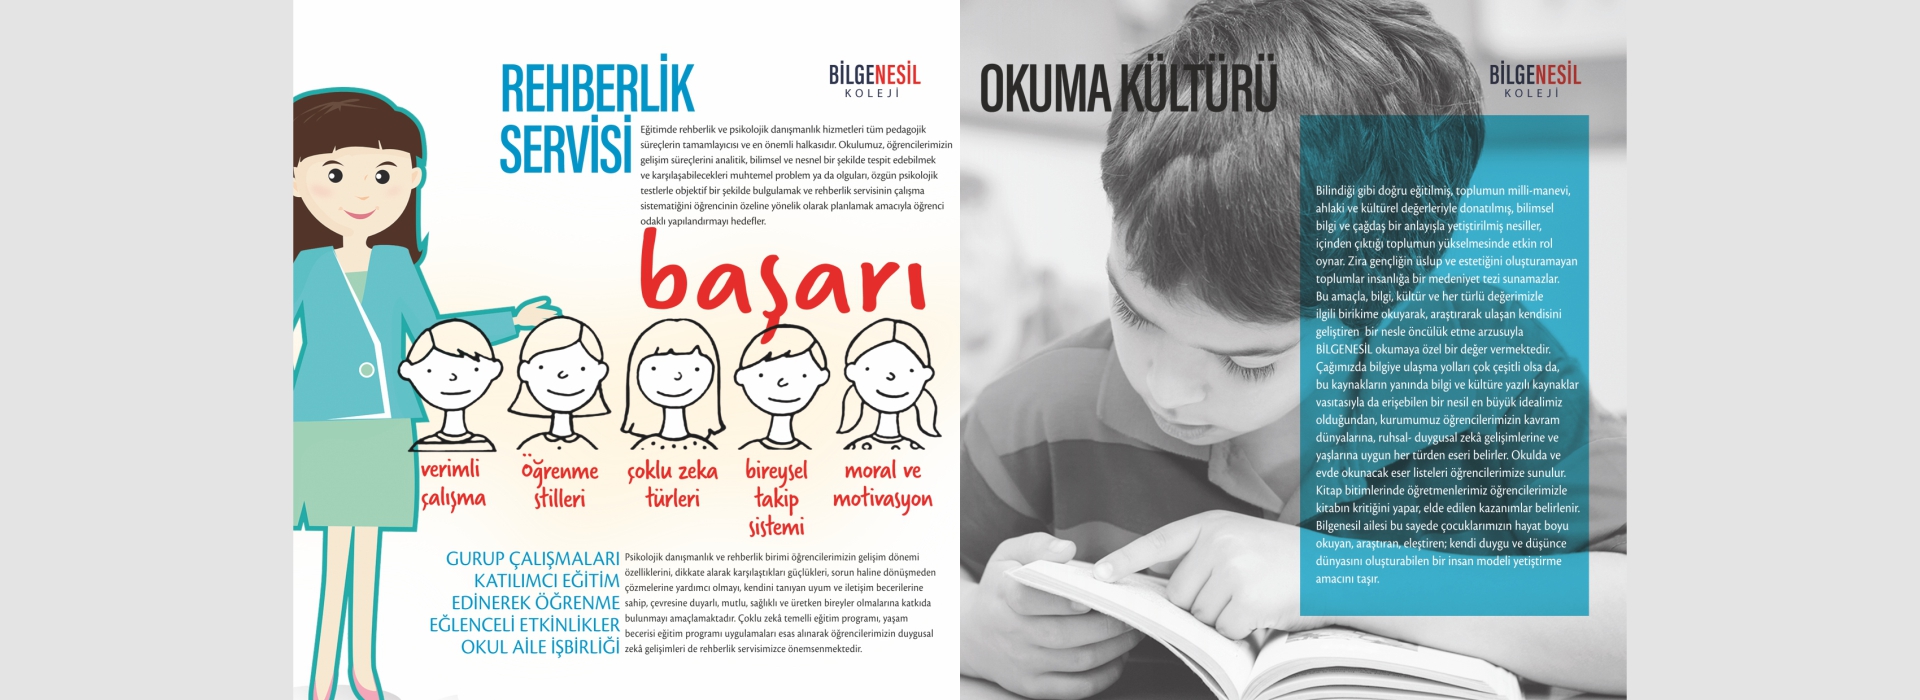 REHBERLİK
SERVİSİ
BİLGENESİL
KOLEJİ
Eğitimde rehberlik ve psikolojik danışmanlık hizmetleri tüm pedagojik
süreçlerin tamamlayıcısı ve en önemli halkasıdır. Okulumuz, öğrencilerimizin
gelişim süreçlerini analitik, bilimsel ve nesnel bir şekilde tespit edebilmek
ve karşılaşabilecekleri muhtemel problem ya da olguları, özgün psikolojik
testlerle objektif bir şekilde bulgulamak ve rehberlik servisinin çalışma
sistematiğini öğrencinin özeline yönelik olarak planlamak amacıyla öğrenci
odaklı yapılandırmayı hedefler.
başarı
verimli
çalışma
öğrenme
stilleri
çoklu zeka
türleri
bireysel
takip
sistemi
moral ve
motivasyon
GURUP ÇALIŞMALARI
KATILIMCI EĞİTİM
EDİNEREK ÖĞRENME
EĞLENCELİ ETKİNLİKLER
OKUL AİLE İŞBİRLİĞİ
Psikolojik danışmanlık ve rehberlik birimi öğrencilerimizin gelişim dönemi
özelliklerini, dikkate alarak karşılaştıkları güçlükleri, sorun haline dönüşmeden
çözmelerine yardımcı olmayı, kendini tanıyan uyum ve iletişim becerilerine
sahip, çevresine duyarlı, mutlu, sağlıklı ve üretken bireyler olmalarına katkıda
bulunmayı amaçlamaktadır. Çoklu zekâ temelli eğitim programı, yaşam
becerisi eğitim programı uygulamaları esas alınarak öğrencilerimizin duygusal
zekâ gelişimleri de rehberlik servisimizce önemsenmektedir.
OKUMA KÜLTÜRÜ
BİLGENESİL
KOLEJİ
Bilindiği gibi doğru eğitilmiş, toplumun milli-manevi,
ahlaki ve kültürel değerleriyle donatılmış, bilimsel
bilgi ve çağdaş bir anlayışla yetiştirilmiş nesiller,
içinden çıktığı toplumun yükselmesinde etkin rol
oynar. Zira gençliğin üslup ve estetiğini oluşturamayan
toplumlar insanlığa bir medeniyet tezi sunamazlar.
Bu amaçla, bilgi, kültür ve her türlü değerimizle
ilgili birikime okuyarak, araştırarak ulaşan kendisini
geliştiren bir nesle öncülük etme arzusuyla
BİLGENESİL okumaya özel bir değer vermektedir.
Çağımızda bilgiye ulaşma yolları çok çeşitli olsa da,
bu kaynakların yanında bilgi ve kültüre yazılı kaynaklar
vasıtasıyla da erişebilen bir nesil en büyük idealimiz
olduğundan, kurumumuz öğrencilerimizin kavram
dünyalarına, ruhsal- duygusal zekâ gelişimlerine ve
yaşlarına uygun her türden eseri belirler. Okulda ve
evde okunacak eser listeleri öğrencilerimize sunulur.
Kitap bitimlerinde öğretmenlerimiz öğrencilerimizle
kitabın kritiğini yapar, elde edilen kazanımlar belirlenir.
Bilgenesil ailesi bu sayede çocuklarımızın hayat boyu
okuyan, araştıran, eleştiren; kendi duygu ve düşünce
dünyasını oluşturabilen bir insan modeli yetiştirme
amacını taşır.